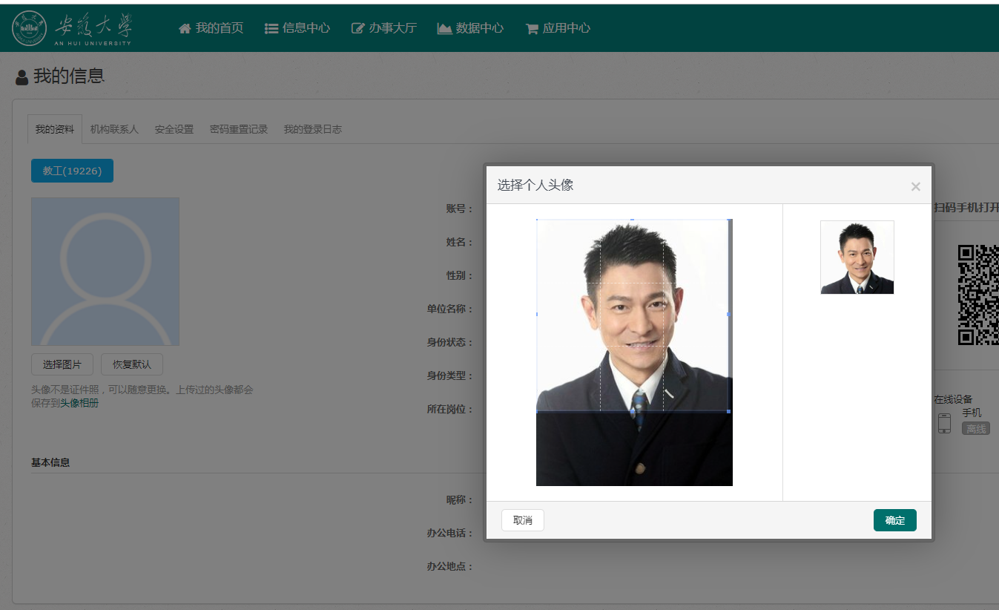 安徽大学
AN HUI UNIVERSITY
我的首页
信息中心
办事大厅
数据中心
应用中心
我的信息
我的资料
机构联系人
安全设置
密码重置记录
我的登录日志
教工(19226)
选择图片
恢复默认
头像不是证件照，可以随意更换。上传过的头像都会
保存到头像相册
账号：
姓名：
性别：
单位名称：
身份状态：
身份类型：
所在岗位：
选择个人头像
×
取消
确定
扫码手机打开
在线设备
手机
离线
基本信息
昵称：
办公电话：
办公地点：